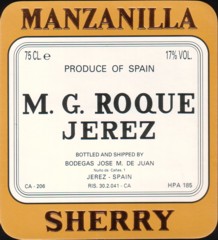 MANZANILLA
75 CL. e 17% VOL.
PRODUCE OF SPAIN
M. G. ROQUE
JEREZ
BOTTLED AND SHIPPED BY
BODEGAS JOSE M. DE JUAN
JEREZ - SPAIN
CA - 206 RIS. 30.2.041 - CA HPA 185
SHERRY